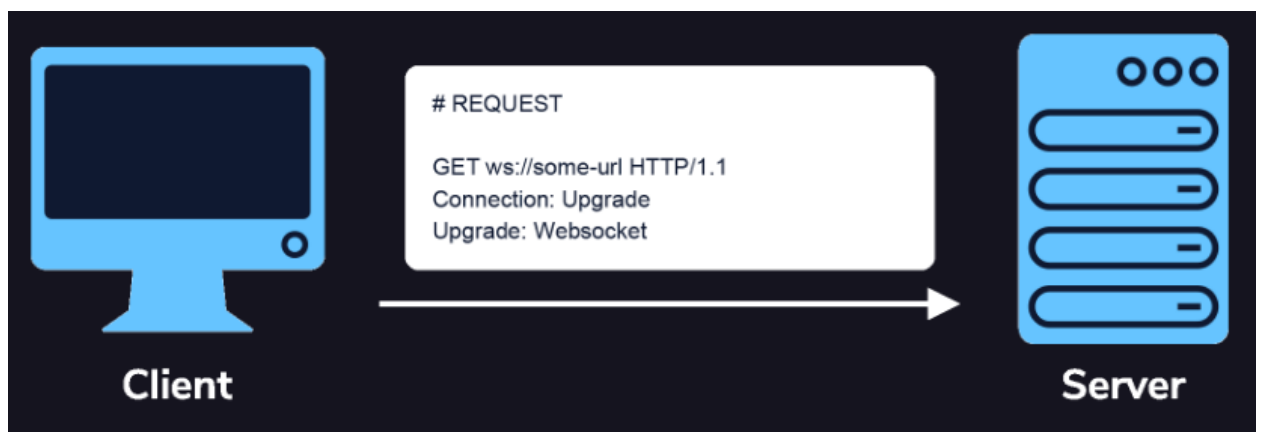 # REQUEST
GET ws://some-url HTTP/1.1
Connection: Upgrade
Upgrade: Websocket
Client
Server